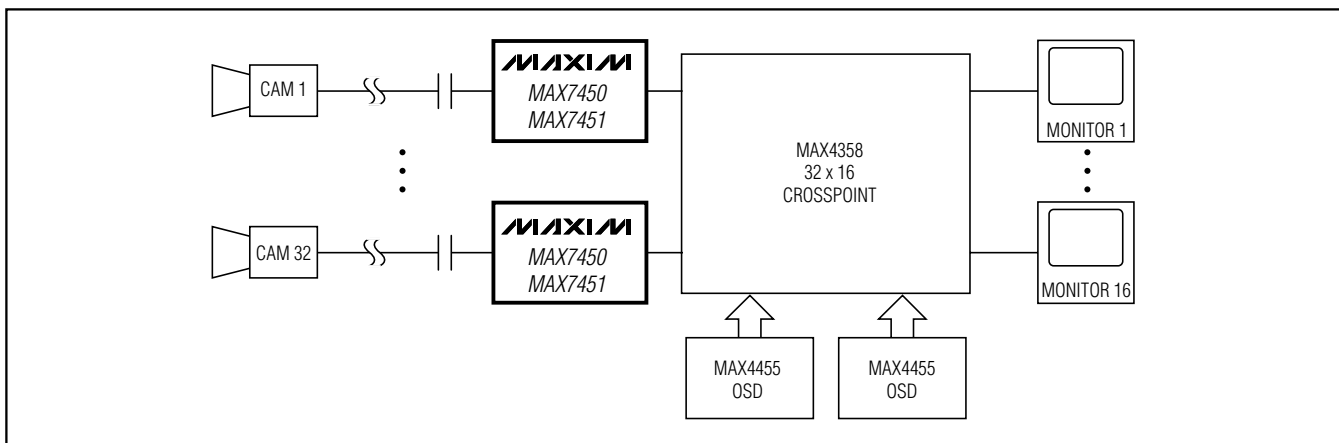 CAM 1
MAXIM
MAX7450
MAX7451
MAX4358
32 x 16
CROSSPOINT
MONITOR 1
CAM 32
MAXIM
MAX7450
MAX7451
MONITOR 16
MAX4455
OSD
MAX4455
OSD